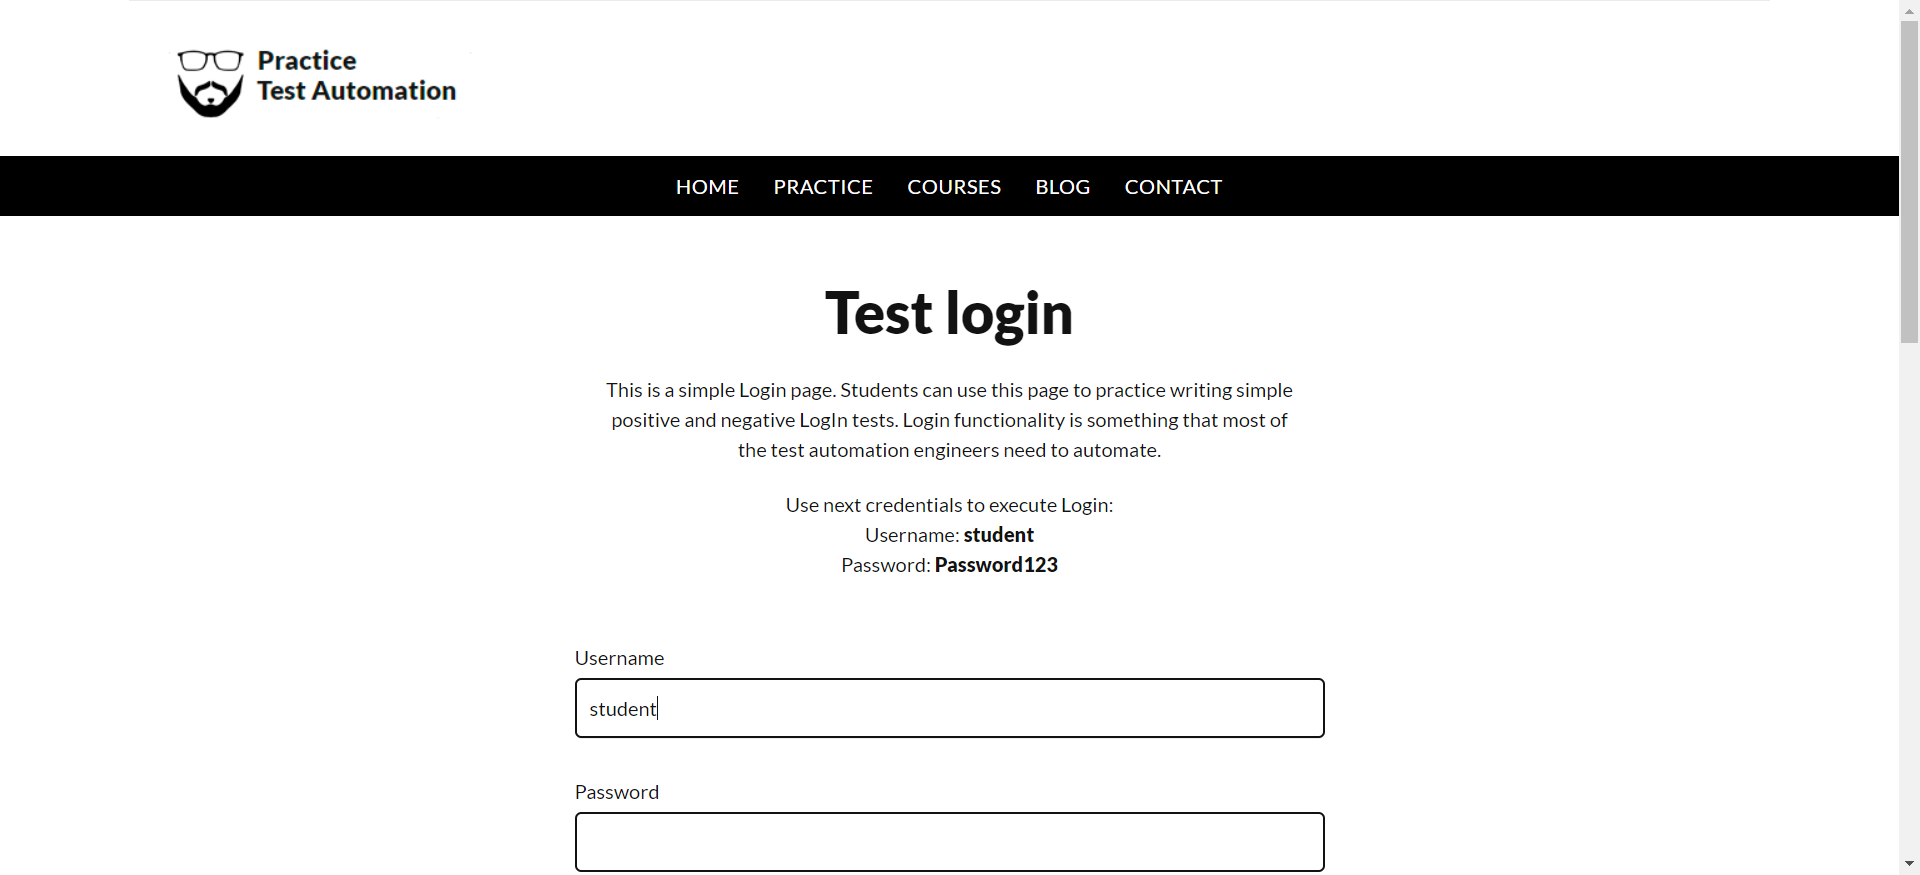 Practice
Test Automation
HOME PRACTICE COURSES BLOG CONTACT
Test login
This is a simple Login page. Students can use this page to practice writing simple
positive and negative LogIn tests. Login functionality is something that most of
the test automation engineers need to automate.
Use next credentials to execute Login:
Username: student
Password: Password123
Username
student
Password